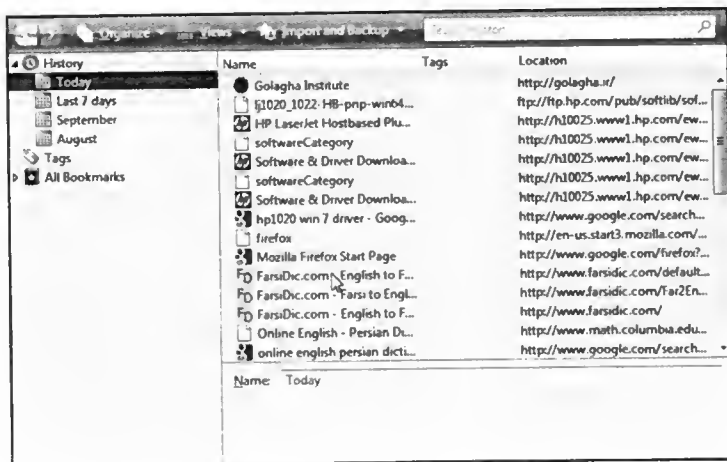 Organize Views Import and Backup
History
Today
Last 7 days
September
August
Tags
All Bookmarks
Name Tags Location
Golagha Institute http://golagha.ir/
lj1020_1022-HB-pnp-win64... ftp://ftp.hp.com/pub/softlib/sof...
HP LaserJet Hostbased Plu... http://h10025.www1.hp.com/ew...
softwareCategory http://h10025.www1.hp.com/ew...
Software & Driver Downloa... http://h10025.www1.hp.com/ew...
softwareCategory http://h10025.www1.hp.com/ew...
Software & Driver Downloa... http://h10025.www1.hp.com/ew...
hp1020 win 7 driver - Goog... http://www.google.com/search...
firefox http://en-us.start3.mozilla.com/...
Mozilla Firefox Start Page http://www.google.com/firefox?...
FD FarsiDic.com - English to F... http://www.farsidic.com/default...
FD FarsiDic.com - Farsi to Engl... http://www.farsidic.com/Far2En...
FD FarsiDic.com - English to F... http://www.farsidic.com/
Online English - Persian Di... http://www.math.columbia.edu...
online english persian dicti... http://www.google.com/search...
Name: Today